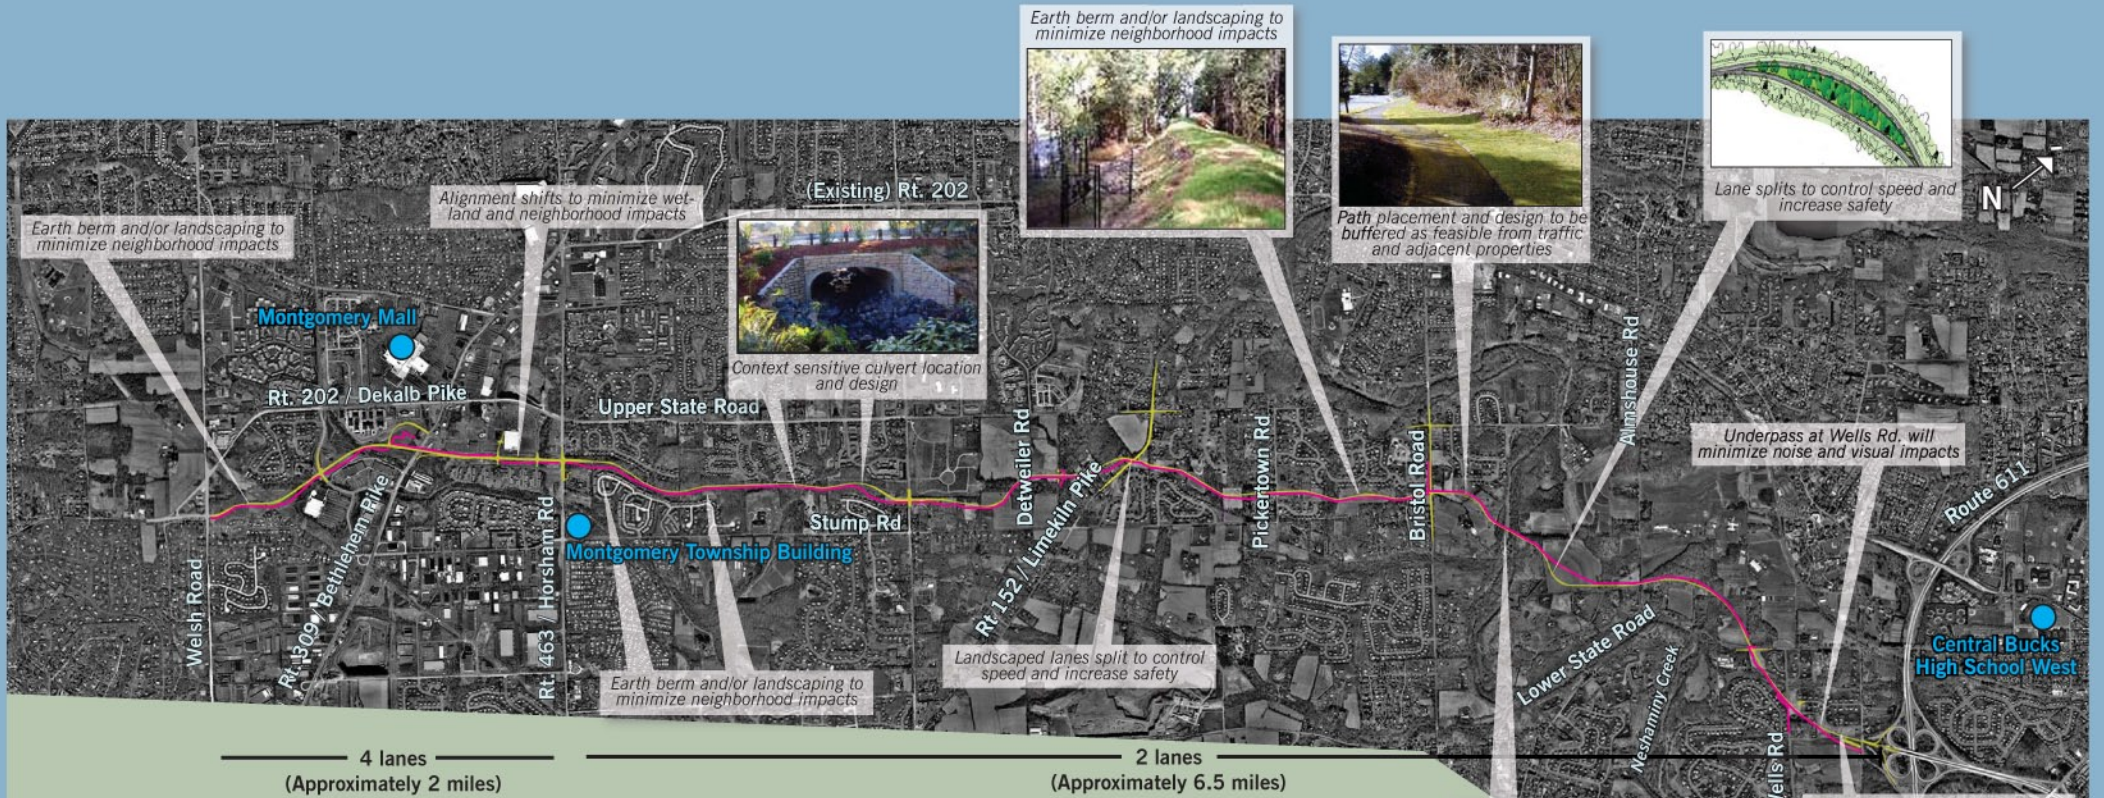 Earth berm and/or landscaping to
minimize neighborhood impacts
Path placement and design to be
buffered as feasible from traffic
and adjacent properties
Lane splits to control speed and
increase safety
N
(Existing) Rt. 202
Alignment shifts to minimize wet-
land and neighborhood impacts
Earth berm and/or landscaping to
minimize neighborhood impacts
Context sensitive culvert location
and design
Montgomery Mall
Rt. 202 / Dekalb Pike
Upper State Road
Detweiler Rd
Rt 152 / Limekiln Pike
Pickertown Rd
Bristol Road
Almshouse Rd
Underpass at Wells Rd. will
minimize noise and visual impacts
Route 611
Welsh Road
Rt. 309 / Bethlehem Pike
Rt. 463 / Horsham Rd
Stump Rd
Montgomery Township Building
Central Bucks
High School West
Landscaped lanes split to control
speed and increase safety
Earth berm and/or landscaping to
minimize neighborhood impacts
Lower State Road
Neshaminy Creek
Wells Rd
4 lanes
(Approximately 2 miles)
2 lanes
(Approximately 6.5 miles)